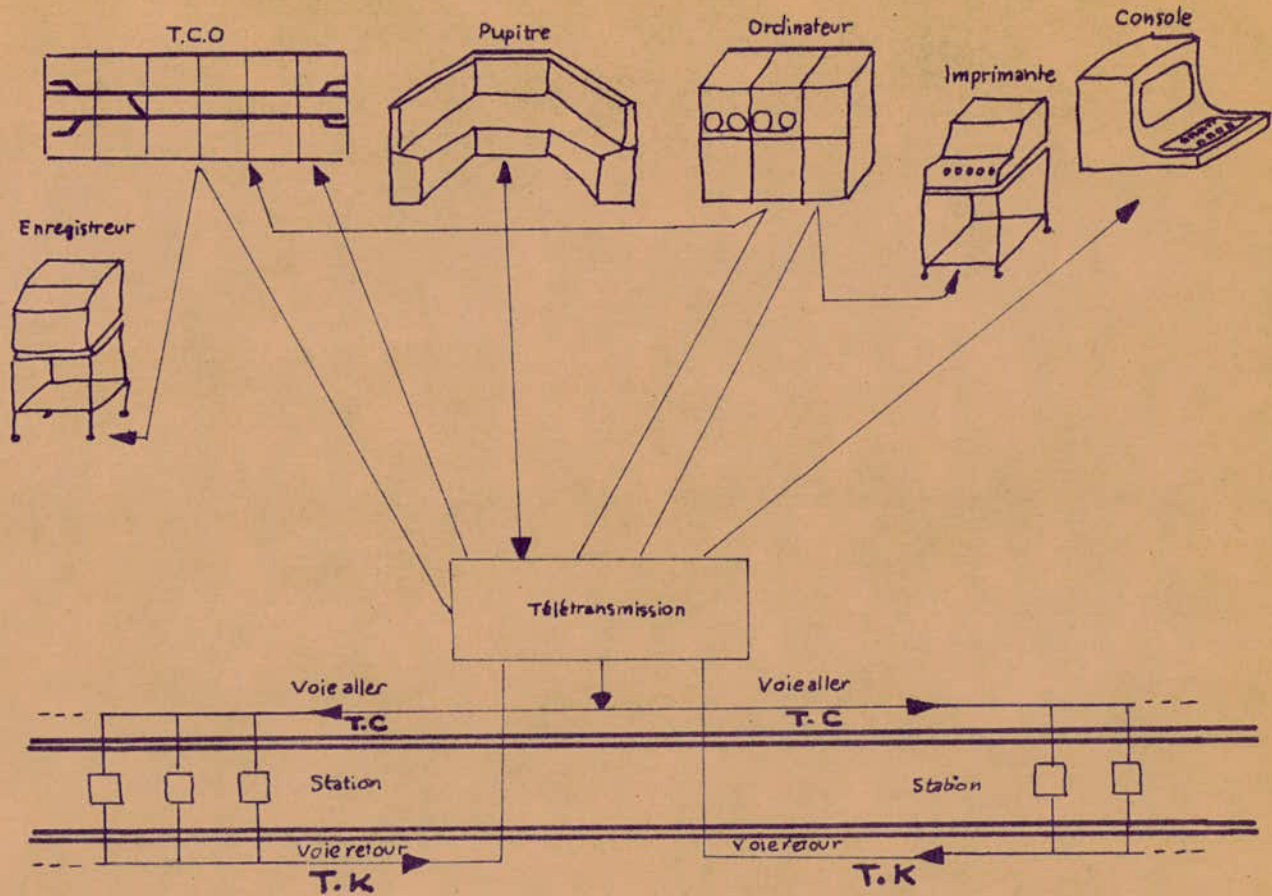 T.C.O
Pupitre
Ordinateur
Console
Imprimante
Enregistreur
Télétransmission
Voie aller
Voie aller
T.C
T.C
Station
Station
Voie retour
Voie retour
T.K
T.K